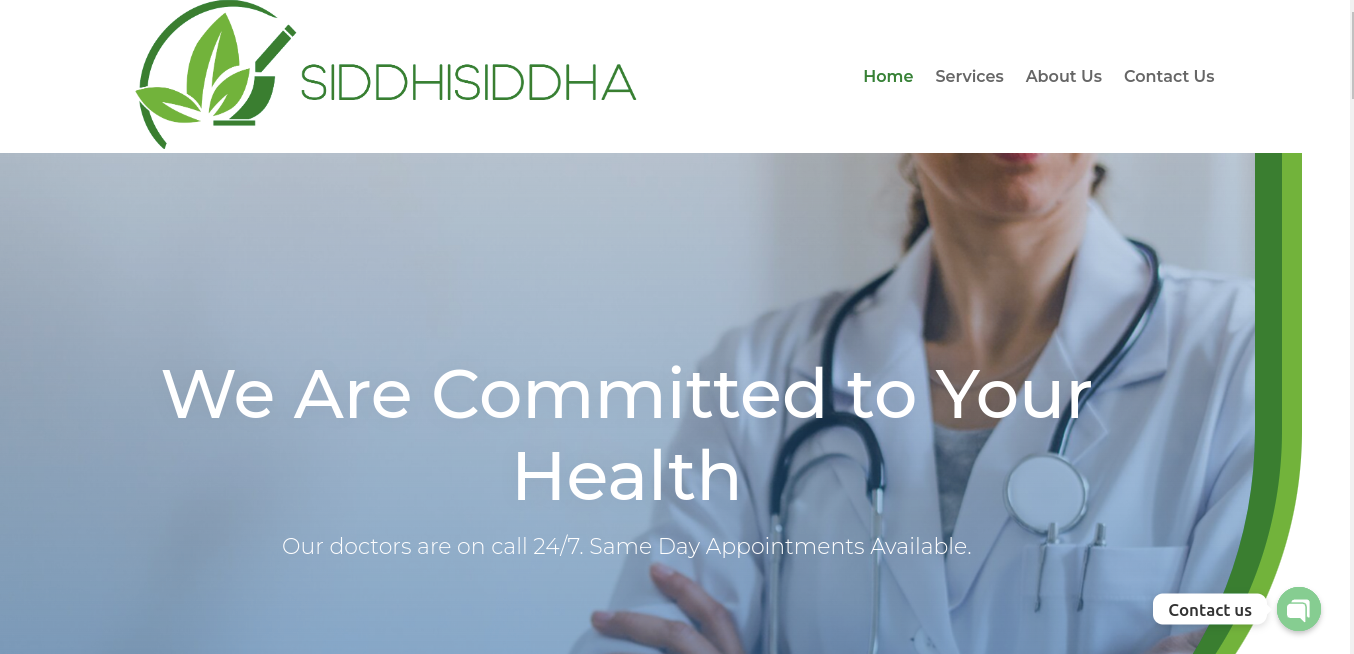 SIDDHISIDDHA
Home Services About Us Contact Us
We Are Committed to Your
Health
Our doctors are on call 24/7. Same Day Appointments Available.
Contact us